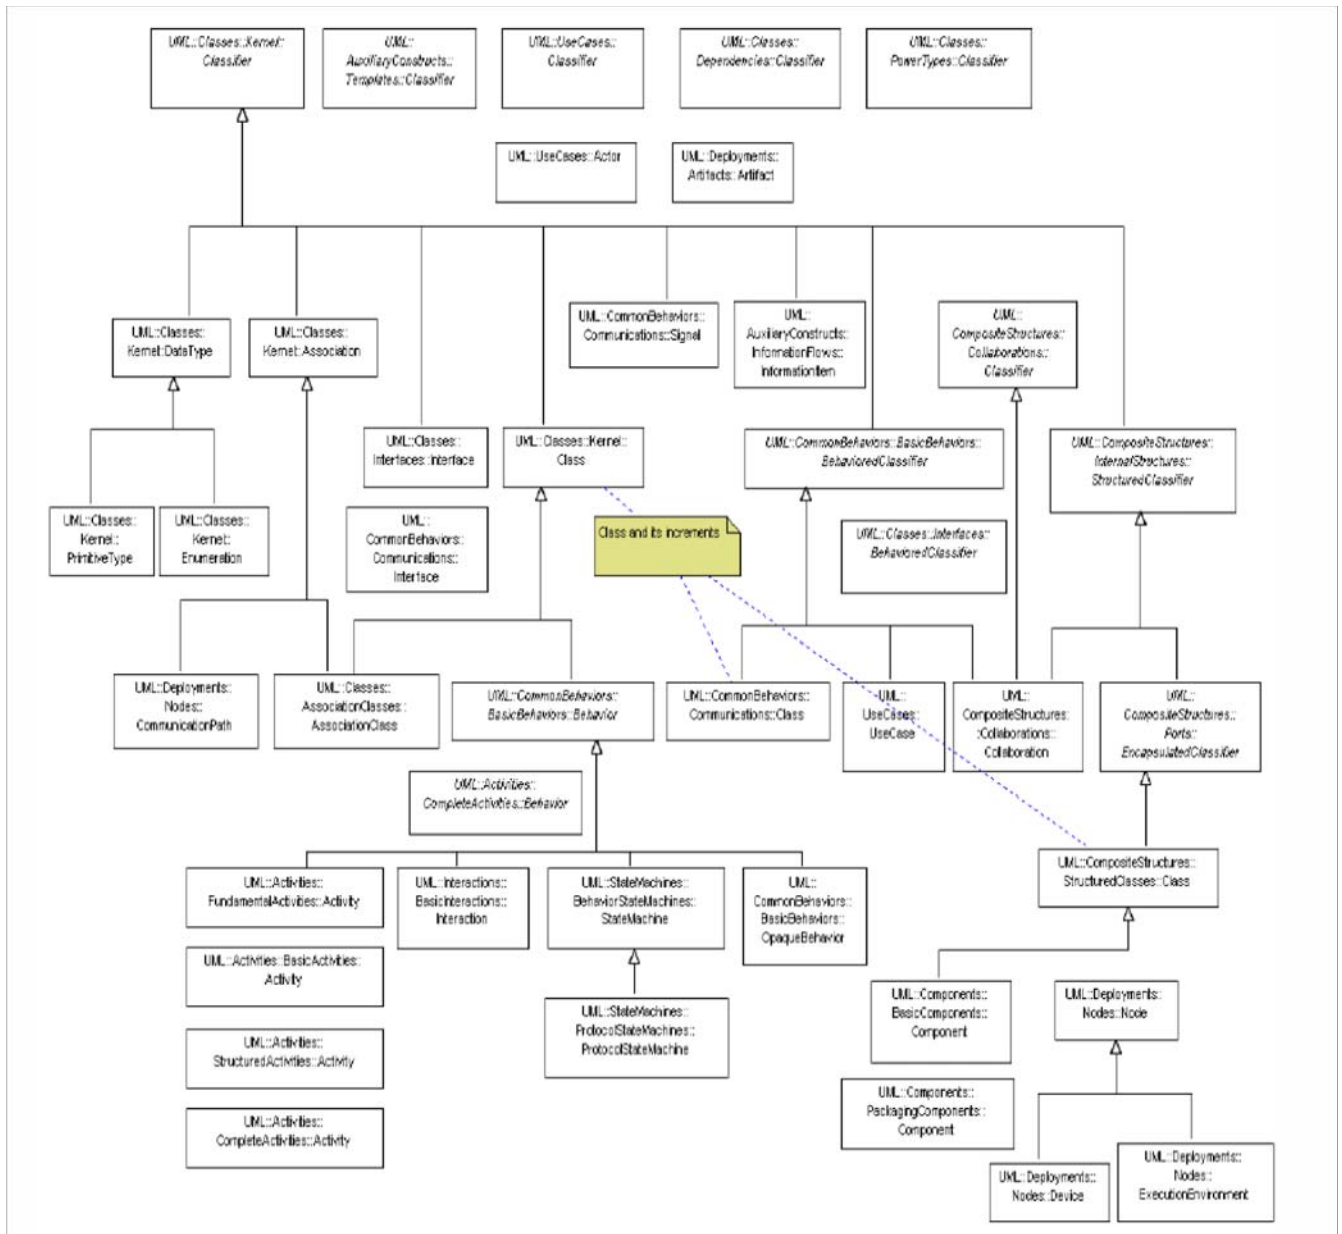 UML::Classes::Kernel::
Classifier
UML::
AuxiliaryConstructs::
Templates::Classifier
UML::UseCases::
Classifier
UML::Classes::
Dependencies::Classifier
UML::Classes::
PowerTypes::Classifier
UML::UseCases::Actor
UML::Deployments::
Artifacts::Artifact
UML::Classes::
Kernel::DataType
UML::Classes::
Kernel::Association
UML::CommonBehaviors::
Communications::Signal
UML::
AuxiliaryConstructs::
InformationFlows::
InformationItem
UML::
CompositeStructures::
Collaborations::
Classifier
UML::Classes::
Interfaces::Interface
UML::Classes::Kernel::
Class
UML::CommonBehaviors::BasicBehaviors::
BehavioredClassifier
UML::CompositeStructures::
InternalStructures::
StructuredClassifier
UML::Classes::
Kernel::
PrimitiveType
UML::Classes::
Kernel::
Enumeration
UML::
CommonBehaviors::
Communications::
Interface
Class and its increments
UML::Classes::Interfaces::
BehavioredClassifier
UML::Deployments::
Nodes::
CommunicationPath
UML::Classes::
AssociationClasses::
AssociationClass
UML::CommonBehaviors::
BasicBehaviors::Behavior
UML::CommonBehaviors::
Communications::Class
UML::
UseCases::
UseCase
UML::
CompositeStructures:
:Collaborations::
Collaboration
UML::
CompositeStructures::
Ports::
EncapsulatedClassifier
UML::Activities::
CompleteActivities::Behavior
UML::Activities::
FundamentalActivities::Activity
UML::Interactions::
BasicInteractions::
Interaction
UML::StateMachines::
BehaviorStateMachines::
StateMachine
UML::
CommonBehaviors::
BasicBehaviors::
OpaqueBehavior
UML::CompositeStructures::
StructuredClasses::Class
UML::Activities::BasicActivities::
Activity
UML::StateMachines::
ProtocolStateMachines::
ProtocolStateMachine
UML::Components::
BasicComponents::
Component
UML::Deployments::
Nodes::Node
UML::Activities::
StructuredActivities::Activity
UML::Components::
PackagingComponents::
Component
UML::Activities::
CompleteActivities::Activity
UML::Deployments::
Nodes::Device
UML::Deployments::
Nodes::
ExecutionEnvironment